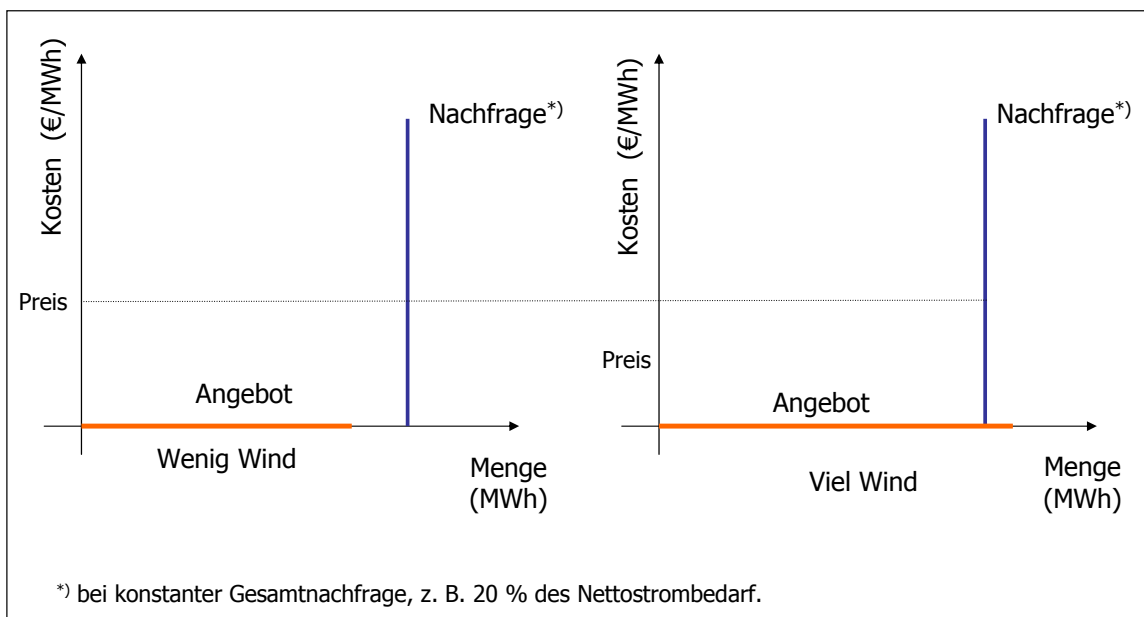 Kosten (€/MWh)
Nachfrage*)
Preis
Angebot
Wenig Wind
Menge
(MWh)
Kosten (€/MWh)
Nachfrage*)
Preis
Angebot
Viel Wind
Menge
(MWh)
*) bei konstanter Gesamtnachfrage, z. B. 20 % des Nettostrombedarf.